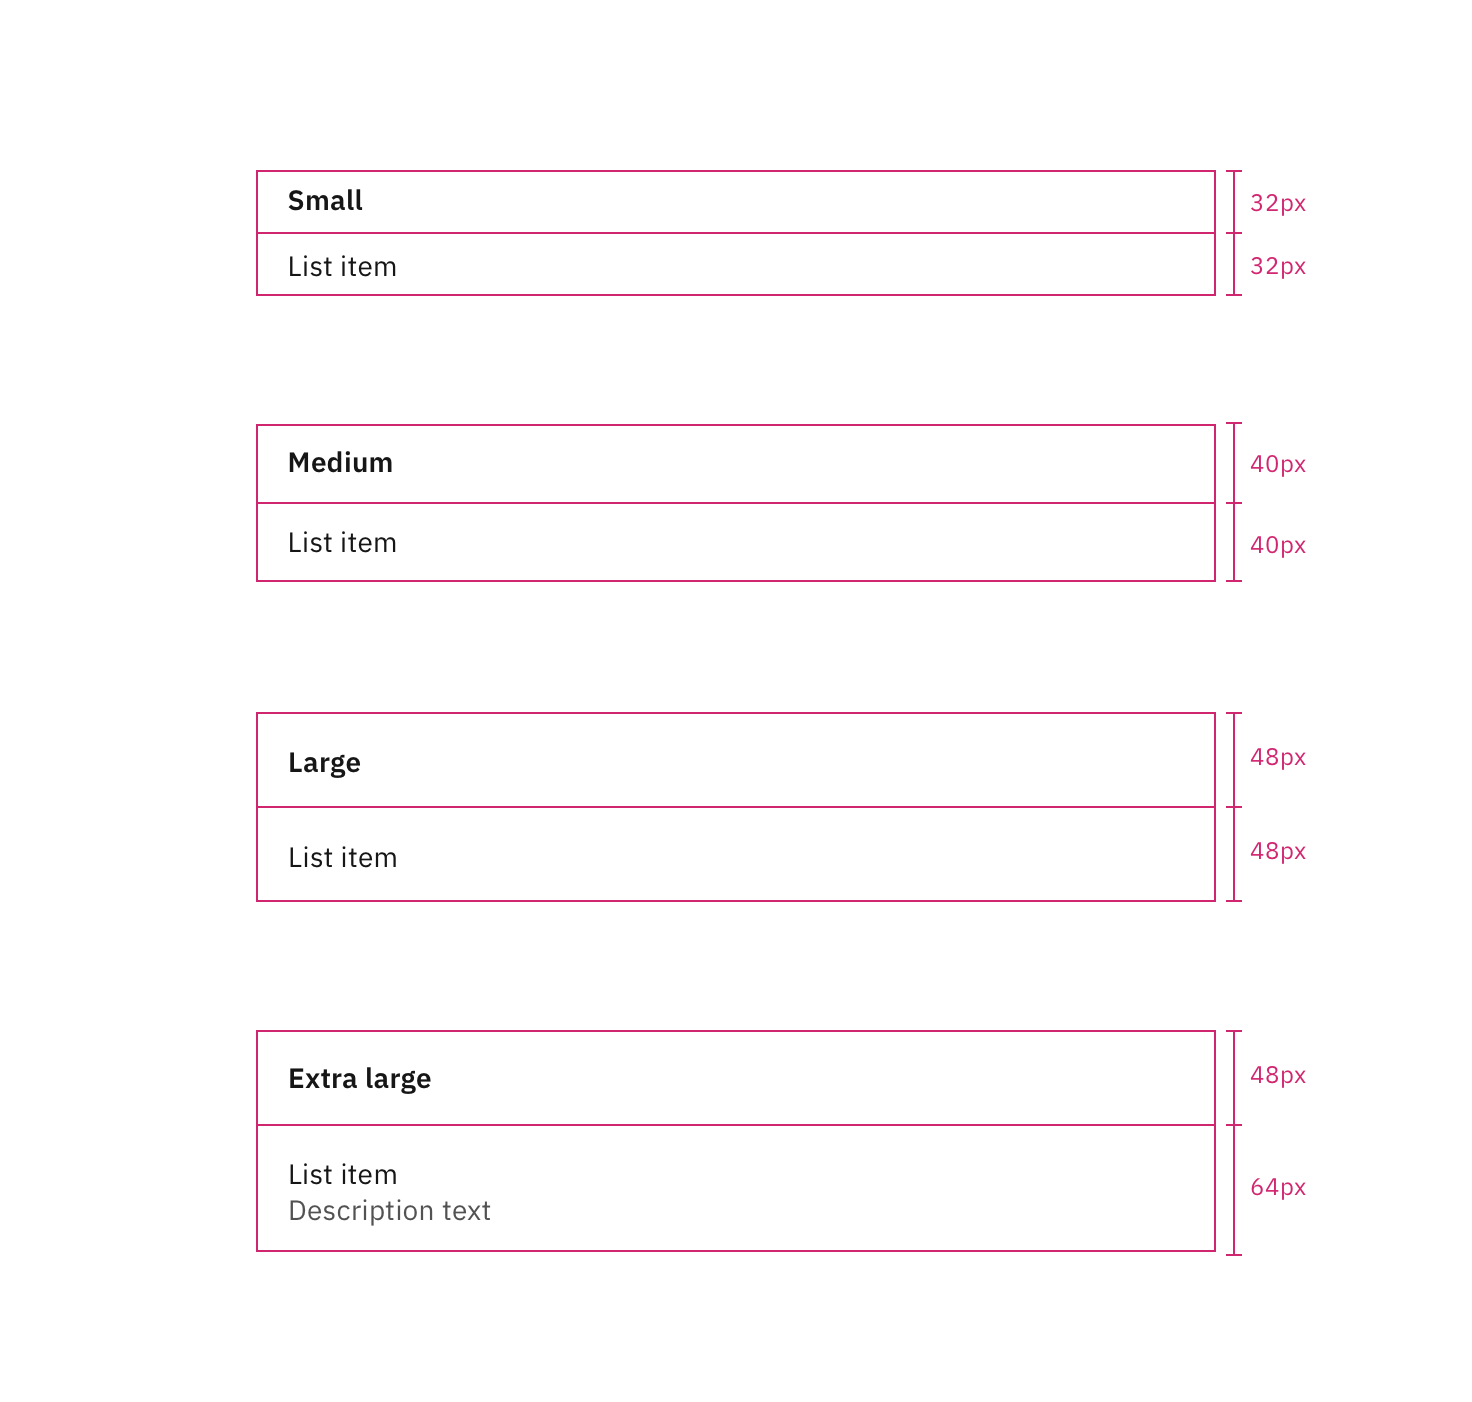 Small
32px
List item
32px
Medium
40px
List item
40px
Large
48px
List item
48px
Extra large
48px
List item
Description text
64px